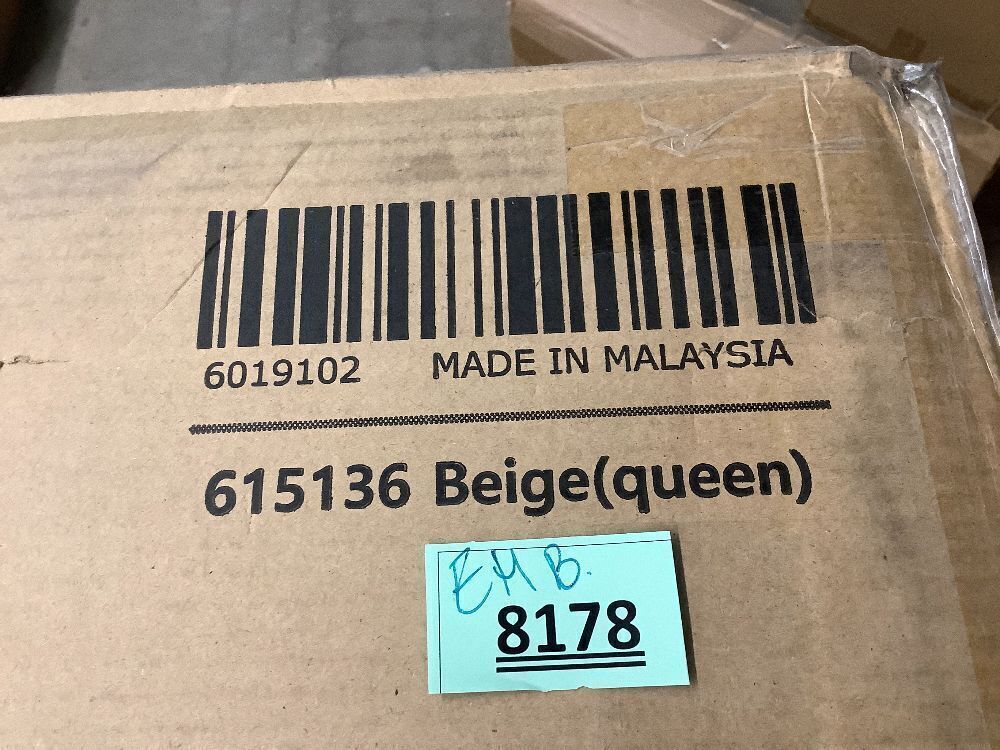 6019102 MADE IN MALAYSIA
615136 Beige(queen)
EMB.
8178